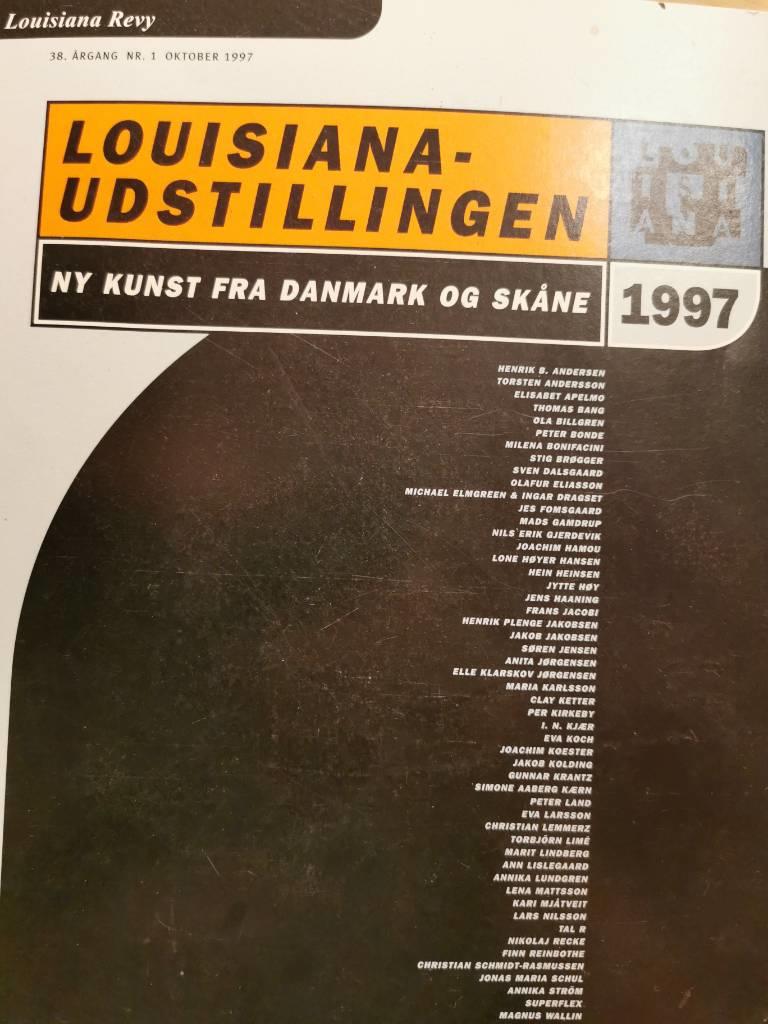 Louisiana Revy
38. ÅRGANG NR. 1 OKTOBER 1997
LOUISIANA-
UDSTILLINGEN
LOU
ISI
ANA
NY KUNST FRA DANMARK OG SKÅNE
1997
HENRIK B. ANDERSEN
TORSTEN ANDERSSON
ELISABET APELMO
THOMAS BANG
OLA BILLGREN
PETER BONDE
MILENA BONIFACINI
STIG BRØGGER
SVEN DALSGAARD
OLAFUR ELIASSON
MICHAEL ELMGREEN & INGAR DRAGSET
JES FOMSGAARD
MADS GAMDRUP
NILS ERIK GJERDEVIK
JOACHIM HAMOU
LONE HØYER HANSEN
HEIN HEINSEN
JYTTE HØY
JENS HAANING
FRANS JACOBI
HENRIK PLENGE JAKOBSEN
JAKOB JAKOBSEN
SØREN JENSEN
ANITA JØRGENSEN
ELLE KLARSKOV JØRGENSEN
MARIA KARLSSON
CLAY KETTER
PER KIRKEBY
I. N. KJÆR
EVA KOCH
JOACHIM KOESTER
JAKOB KOLDING
GUNNAR KRANTZ
SIMONE AABERG KÆRN
PETER LAND
EVA LARSSON
CHRISTIAN LEMMERZ
TORBJÖRN LIMÉ
MARIT LINDBERG
ANN LISLEGAARD
ANNIKA LUNDGREN
LENA MATTSSON
KARI MJÅTVEIT
LARS NILSSON
TAL R
NIKOLAJ RECKE
FINN REINBOTHE
CHRISTIAN SCHMIDT-RASMUSSEN
JONAS MARIA SCHUL
ANNIKA STRÖM
SUPERFLEX
MAGNUS WALLIN